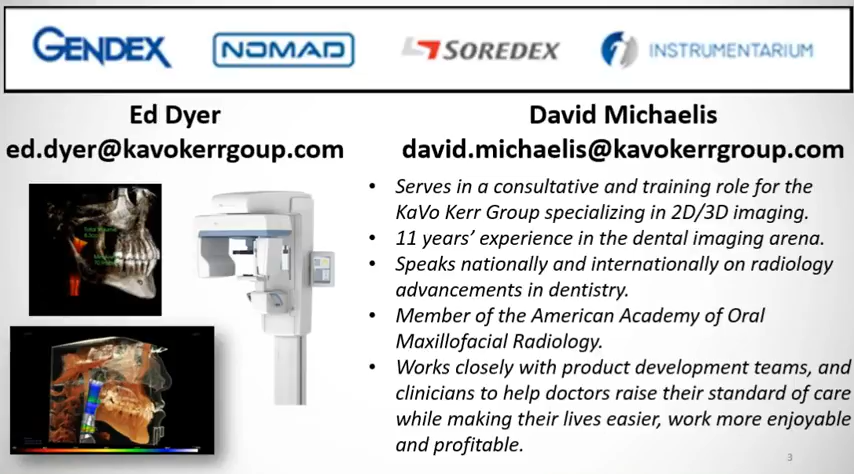 GENDEX
NOMAD
SOREDEX
INSTRUMENTARIUM
Ed Dyer
ed.dyer@kavokerrgroup.com
David Michaelis
david.michaelis@kavokerrgroup.com
• Serves in a consultative and training role for the
KaVo Kerr Group specializing in 2D/3D imaging.
• 11 years’ experience in the dental imaging arena.
• Speaks nationally and internationally on radiology
advancements in dentistry.
• Member of the American Academy of Oral
Maxillofacial Radiology.
• Works closely with product development teams, and
clinicians to help doctors raise their standard of care
while making their lives easier, work more enjoyable
and profitable.
Total Volume
3